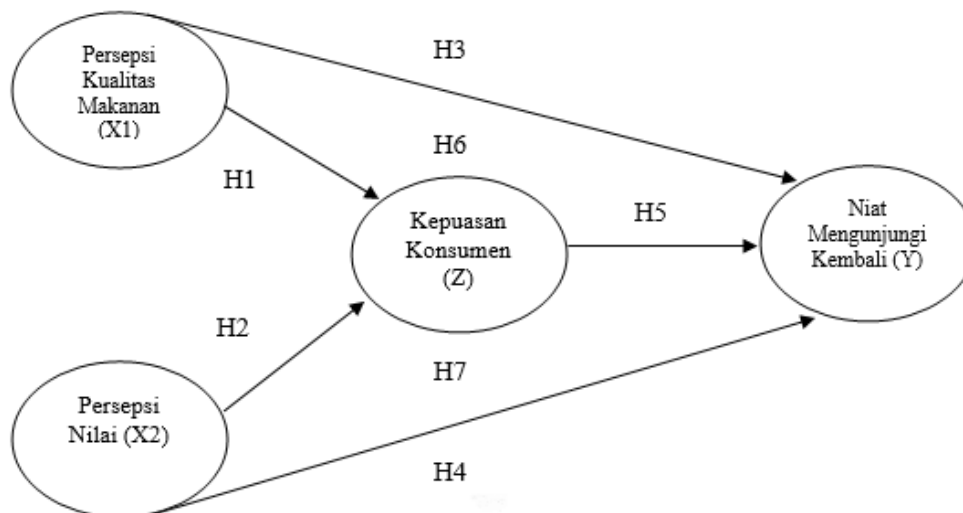 Persepsi
Kualitas
Makanan
(X1)
H3
H1
H6
Kepuasan
Konsumen
(Z)
H5
Niat
Mengunjungi
Kembali (Y)
H2
H7
Persepsi
Nilai (X2)
H4